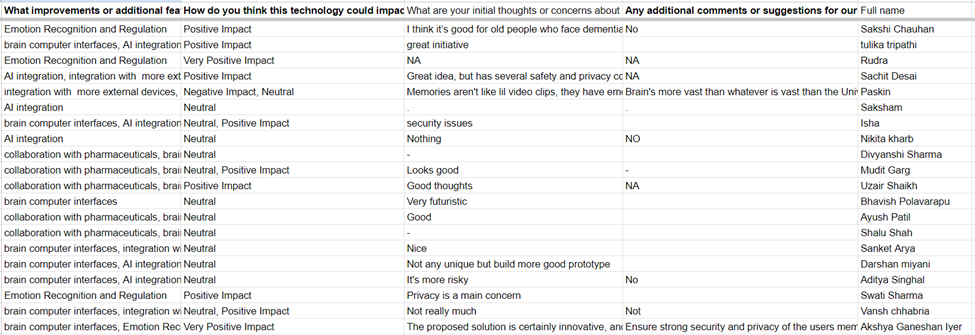 What improvements or additional fea How do you think this technology could impac What are your initial thoughts or concerns about Any additional comments or suggestions for our Full name
Emotion Recognition and Regulation Positive Impact I think it's good for old people who face dementia No Sakshi Chauhan
brain computer interfaces, AI integration Positive Impact great initiative tulika tripathi
Emotion Recognition and Regulation Very Positive Impact NA NA Rudra
AI integration, integration with more ext Positive Impact Great idea, but has several safety and privacy cc NA Sachit Desai
integration with more external devices, Negative Impact, Neutral Memories aren't like lil video clips, they have emo Brain's more vast than whatever is vast than the Univ Paskin
AI integration Neutral . . Saksham
brain computer interfaces, AI integration Neutral, Positive Impact security issues Isha
AI integration Neutral Nothing NO Nikita kharb
collaboration with pharmaceuticals, brai Neutral - Divyanshi Sharma
collaboration with pharmaceuticals, brai Neutral, Positive Impact Looks good - Mudit Garg
collaboration with pharmaceuticals, brai Positive Impact Good thoughts NA Uzair Shaikh
brain computer interfaces Neutral Very futuristic Bhavish Polavarapu
collaboration with pharmaceuticals, brai Neutral Good Ayush Patil
collaboration with pharmaceuticals, brai Neutral - Shalu Shah
brain computer interfaces, integration wi Neutral Nice Sanket Arya
brain computer interfaces, AI integration Neutral Not any unique but build more good prototype Darshan miyani
brain computer interfaces, AI integration Neutral It's more risky No Aditya Singhal
Emotion Recognition and Regulation Positive Impact Privacy is a main concern Swati Sharma
brain computer interfaces, integration wi Neutral, Positive Impact Not really much Not Vansh chhabria
brain computer interfaces, Emotion Rec Very Positive Impact The proposed solution is certainly innovative, and Ensure strong security and privacy of the users mem Akshya Ganeshan Iyer